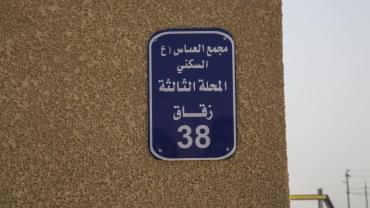 مجمع العباس (ع
السكني
المحلة الثالثة
زقاق
38